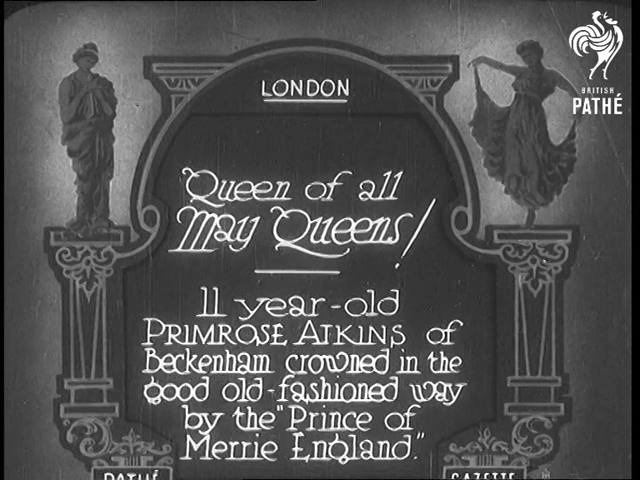 LONDON
BRITISH
PATHÉ
Queen of all
May Queens!
11 year-old
PRIMROSE ATKINS of
Beckenham crowned in the
good old-fashioned way
by the "Prince of
Merrie England."
PATHÉ GAZETTE